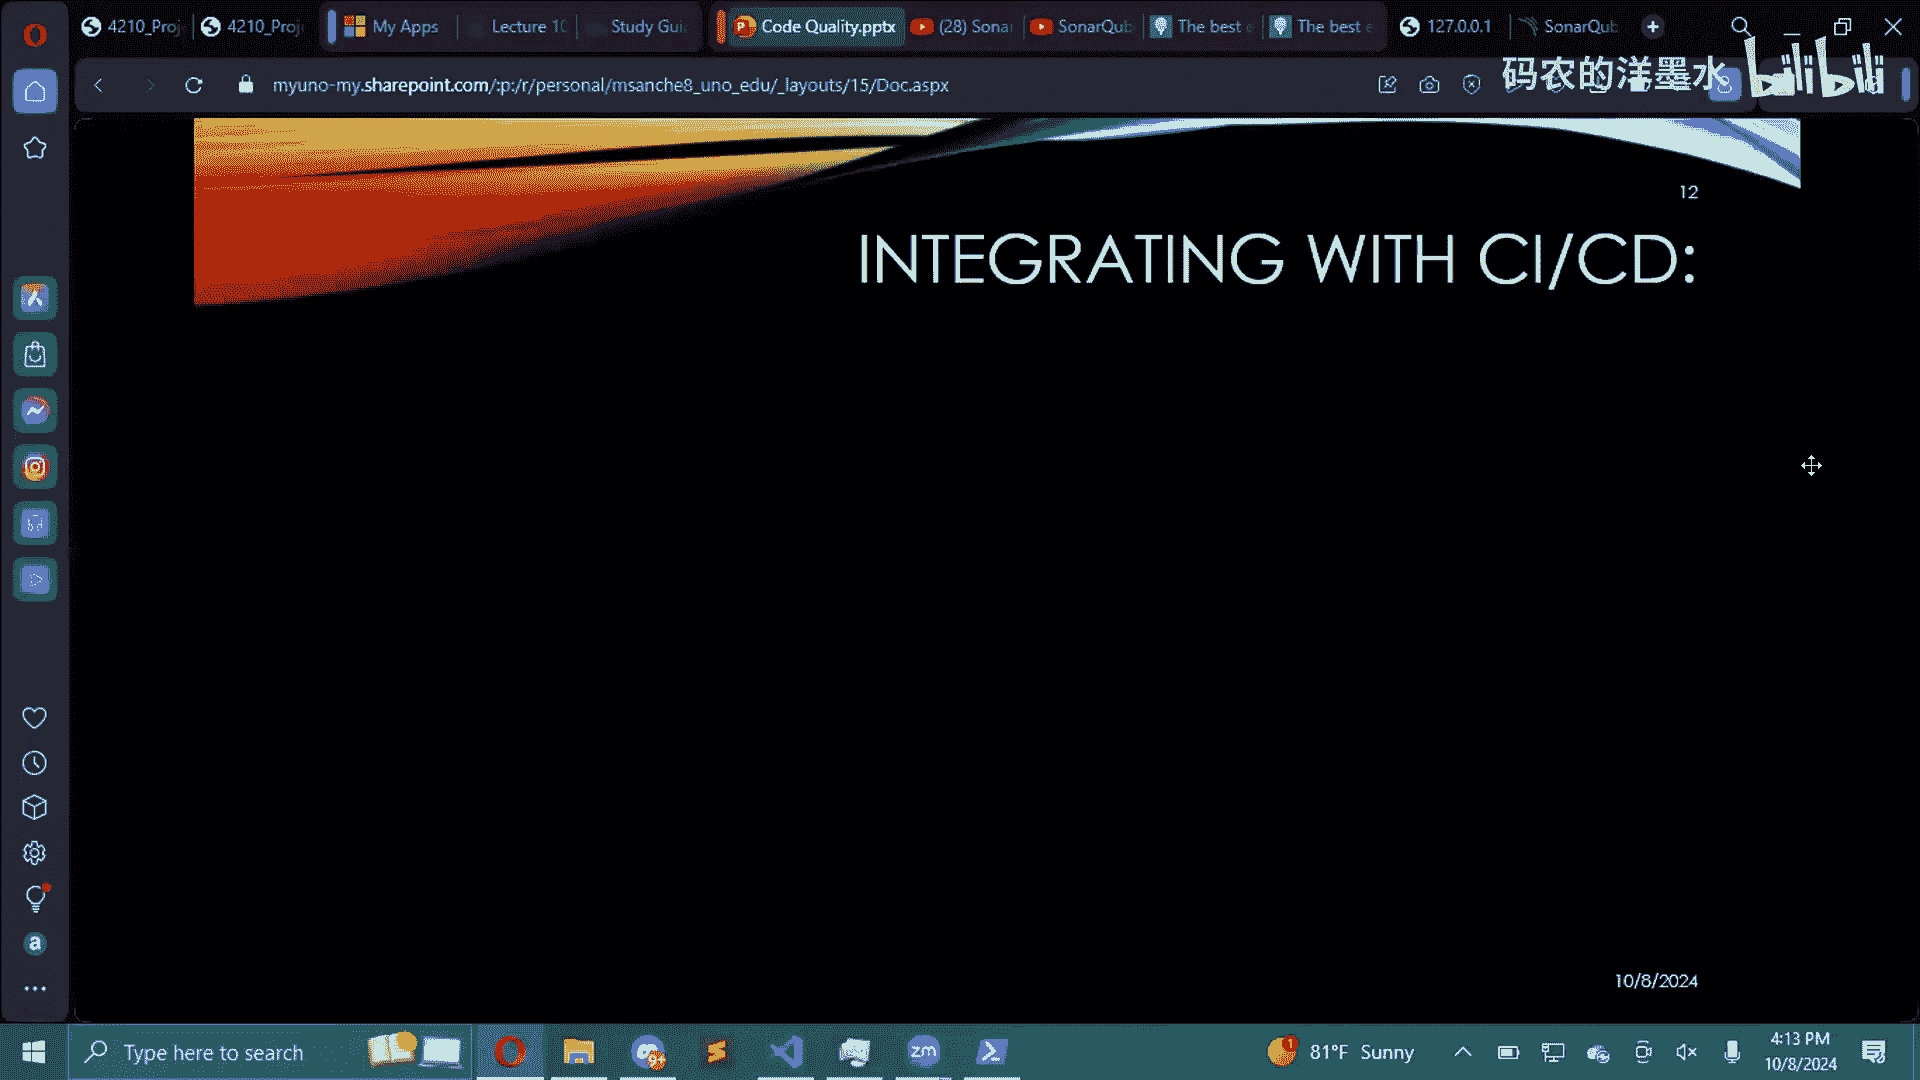 4210_Proj
4210_Proj
My Apps
Lecture 10
Study Gui
Code Quality.pptx
(28) Sona
SonarQub
The best e
The best e
127.0.0.1
SonarQub
myuno-my.sharepoint.com/:p:/r/personal/msanche8_uno_edu/_layouts/15/Doc.aspx
码农的洋墨水
bilibili
12
INTEGRATING WITH CI/CD:
10/8/2024
Type here to search
zm
81°F Sunny
4:13 PM
10/8/2024